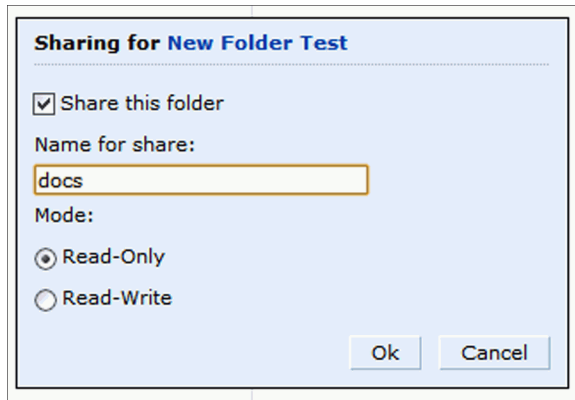 Sharing for New Folder Test
Share this folder
Name for share:
docs
Mode:
Read-Only
Read-Write
Ok Cancel